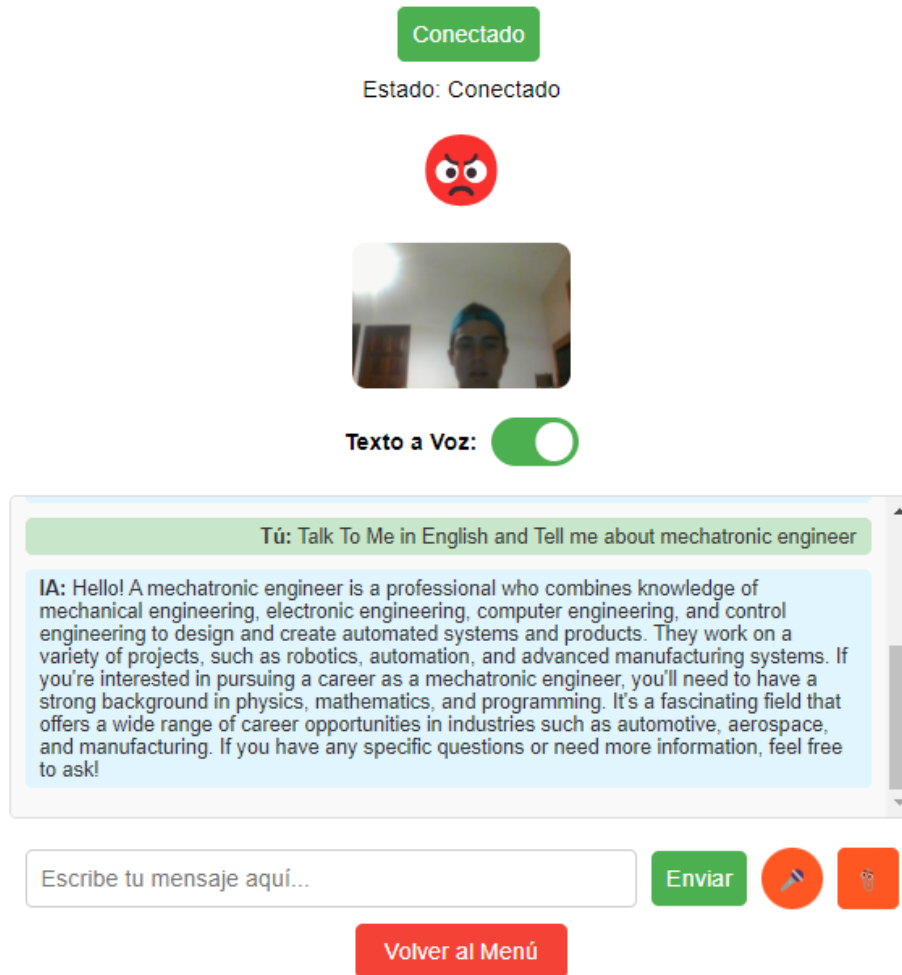 Conectado
Estado: Conectado
Texto a Voz:
Tú: Talk To Me in English and Tell me about mechatronic engineer
IA: Hello! A mechatronic engineer is a professional who combines knowledge of
mechanical engineering, electronic engineering, computer engineering, and control
engineering to design and create automated systems and products. They work on a
variety of projects, such as robotics, automation, and advanced manufacturing systems. If
you're interested in pursuing a career as a mechatronic engineer, you'll need to have a
strong background in physics, mathematics, and programming. It's a fascinating field that
offers a wide range of career opportunities in industries such as automotive, aerospace,
and manufacturing. If you have any specific questions or need more information, feel free
to ask!
Escribe tu mensaje aquí...
Enviar
Volver al Menú